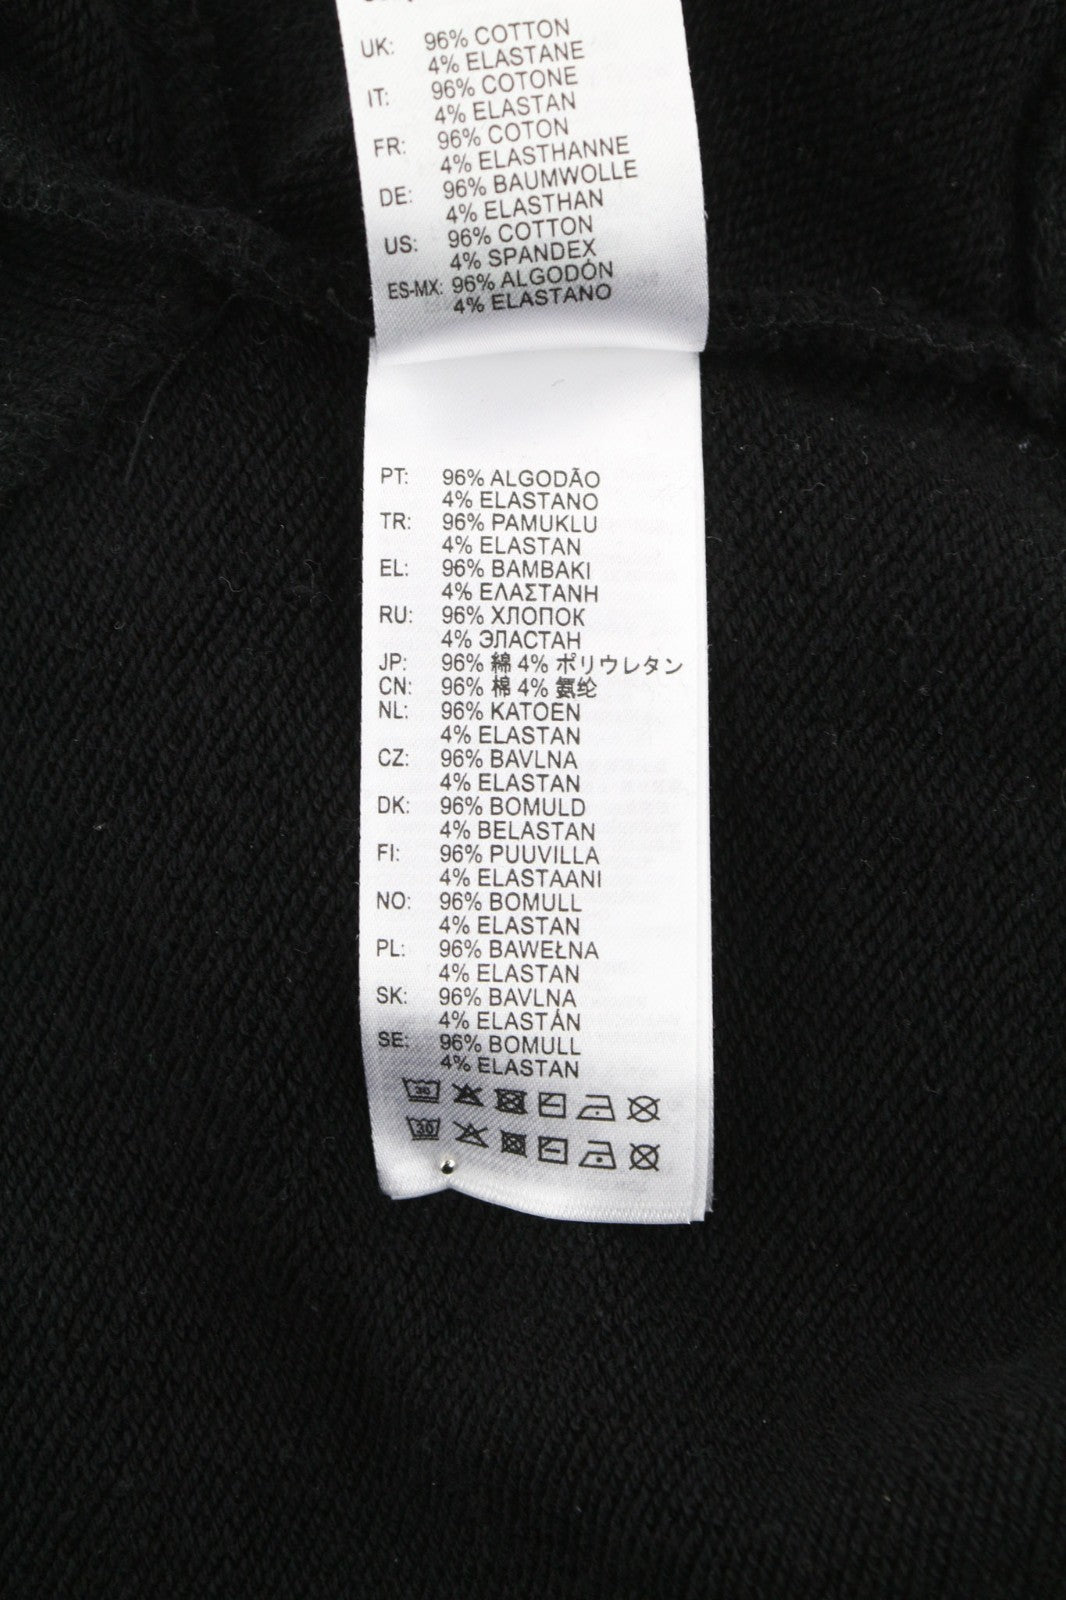 UK: 96% COTTON
4% ELASTANE
IT: 96% COTONE
4% ELASTAN
FR: 96% COTON
4% ELASTHANNE
DE: 96% BAUMWOLLE
4% ELASTHAN
US: 96% COTTON
4% SPANDEX
ES-MX: 96% ALGODÓN
4% ELASTANO
PT: 96% ALGODÃO
4% ELASTANO
TR: 96% PAMUKLU
4% ELASTAN
EL: 96% ΒΑΜΒΑΚΙ
4% ΕΛΑΣΤΑΝΗ
RU: 96% ХЛОПОК
4% ЭЛАСТАН
JP: 96% 綿 4% ポリウレタン
CN: 96% 棉 4% 氨纶
NL: 96% KATOEN
4% ELASTAN
CZ: 96% BAVLNA
4% ELASTAN
DK: 96% BOMULD
4% BELASTAN
FI: 96% PUUVILLA
4% ELASTAANI
NO: 96% BOMULL
4% ELASTAN
PL: 96% BAWEŁNA
4% ELASTAN
SK: 96% BAVLNA
4% ELASTÁN
SE: 96% BOMULL
4% ELASTAN
30
30